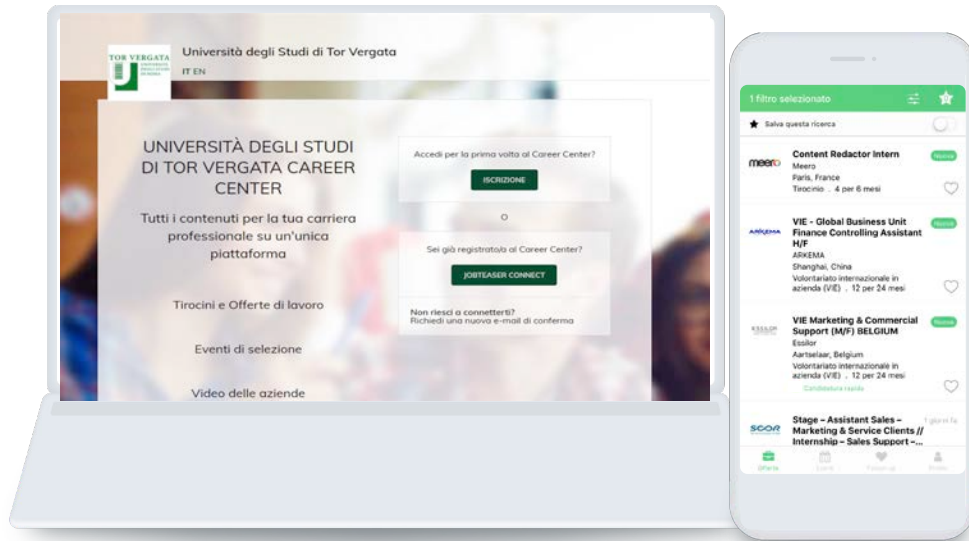 TOR VERGATA
Università degli Studi di Tor Vergata
IT EN
UNIVERSITÀ DEGLI STUDI
DI TOR VERGATA CAREER
CENTER
Tutti i contenuti per la tua carriera
professionale su un'unica
piattaforma
Tirocini e Offerte di lavoro
Eventi di selezione
Video delle aziende
Accedi per la prima volta al Career Center?
ISCRIZIONE
O
Sei già registrato/a al Career Center?
JOBTEASER CONNECT
Non riesci a connetterti?
Richiedi una nuova e-mail di conferma
1 filtro selezionato
Salva questa ricerca
meero
Content Redactor Intern
Nuova
Meero
Paris, France
Tirocinio . 4 per 6 mesi
ARKEMA
VIE - Global Business Unit
Finance Controlling Assistant
H/F
Nuova
ARKEMA
Shanghai, China
Volontariato internazionale in
azienda (VIE) . 12 per 24 mesi
ESSILOR
VIE Marketing & Commercial
Support (M/F) BELGIUM
Nuova
Essilor
Aartselaar, Belgium
Volontariato internazionale in
azienda (VIE) . 12 per 24 mesi
Candidatura rapida
SCOR
Stage – Assistant Sales –
Marketing & Service Clients //
Internship – Sales Support –...
1 giorni fa
Offerte
Eventi
Profilo